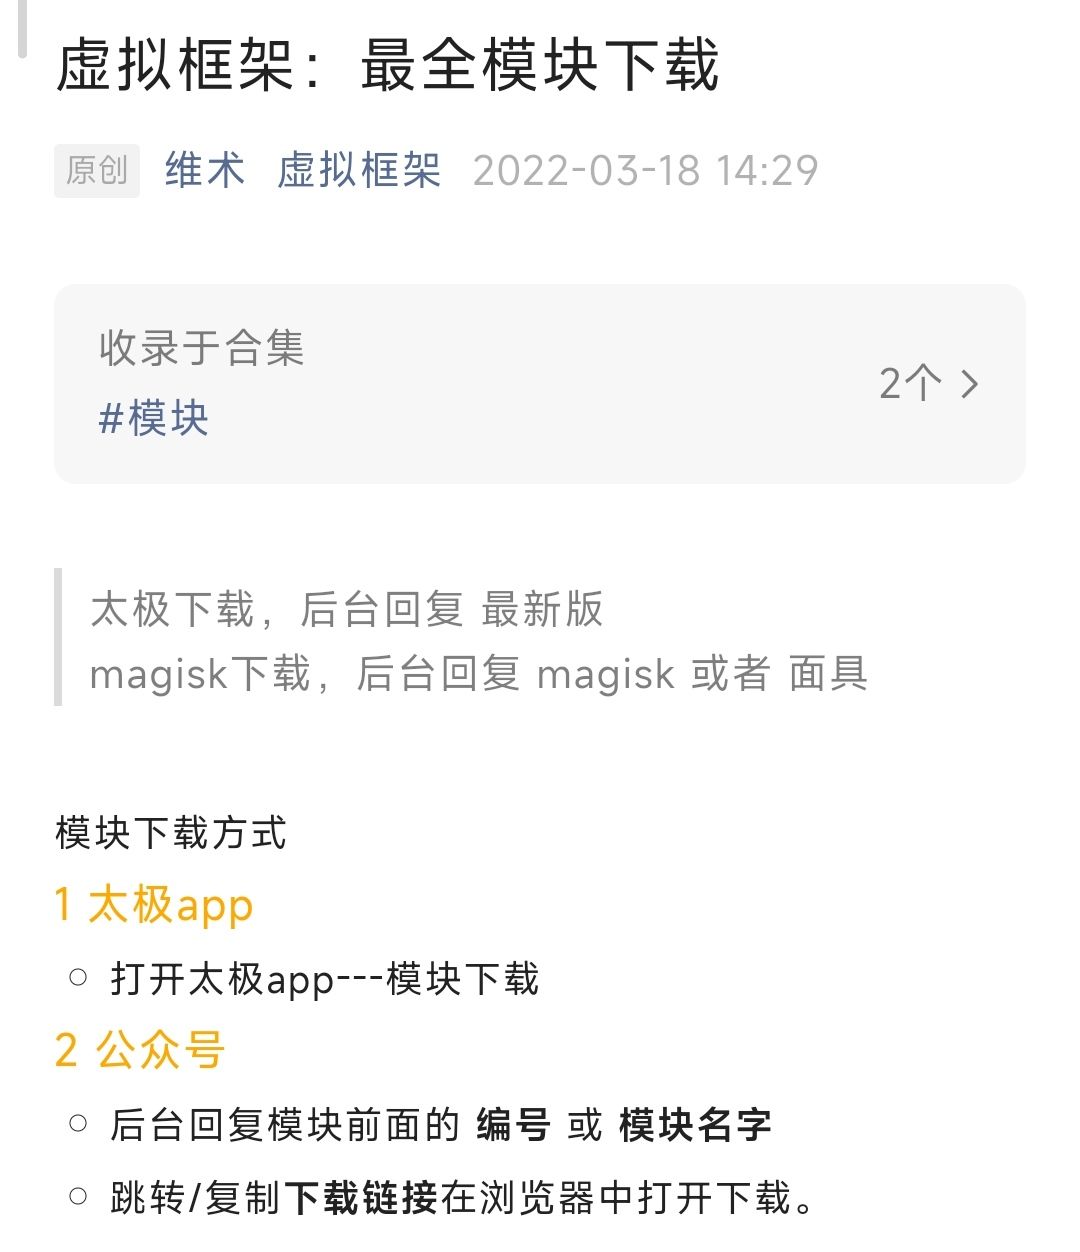 虚拟框架：最全模块下载
原创 维术 虚拟框架 2022-03-18 14:29
收录于合集
#模块
2个
太极下载，后台回复 最新版
magisk下载，后台回复 magisk 或者 面具
模块下载方式
1 太极app
打开太极app---模块下载
2 公众号
后台回复模块前面的 编号 或 模块名字
跳转/复制下载链接在浏览器中打开下载。